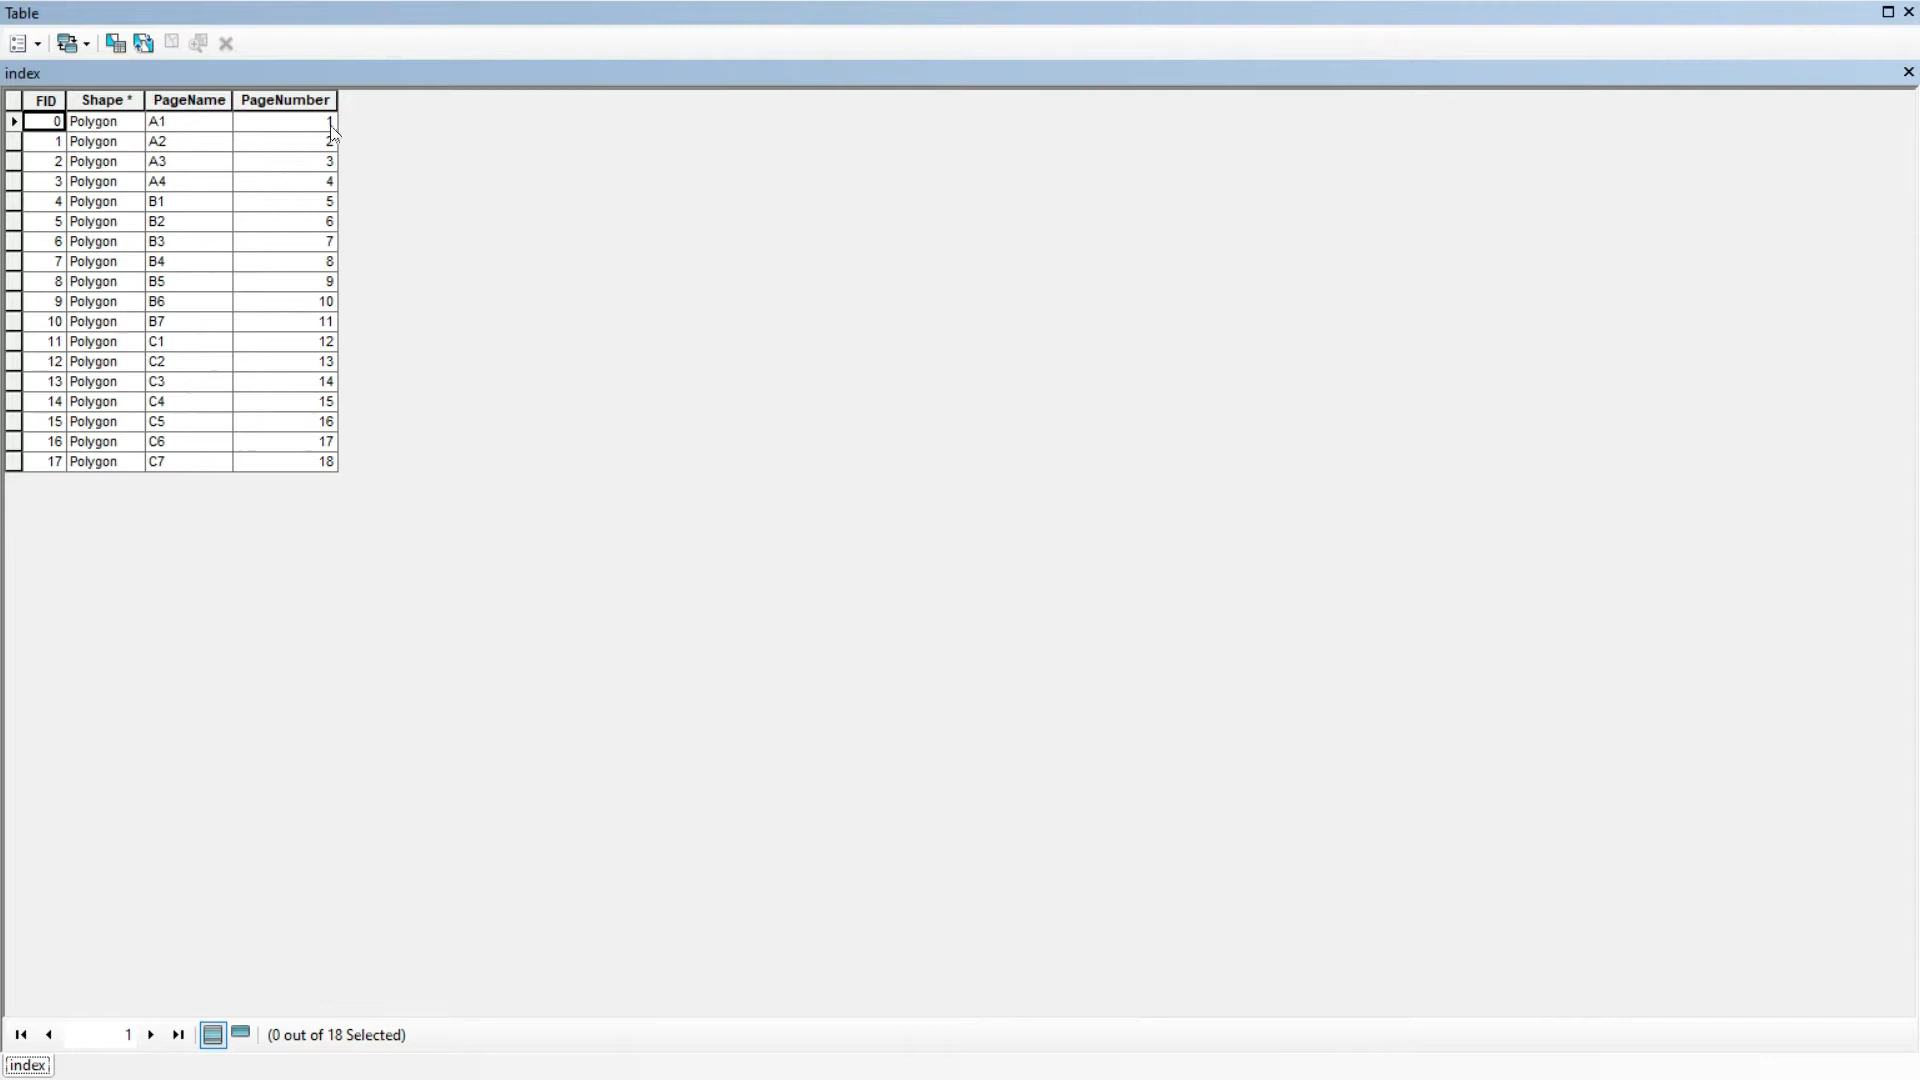 Table
index
FID Shape * PageName PageNumber
0 Polygon A1 1
1 Polygon A2 2
2 Polygon A3 3
3 Polygon A4 4
4 Polygon B1 5
5 Polygon B2 6
6 Polygon B3 7
7 Polygon B4 8
8 Polygon B5 9
9 Polygon B6 10
10 Polygon B7 11
11 Polygon C1 12
12 Polygon C2 13
13 Polygon C3 14
14 Polygon C4 15
15 Polygon C5 16
16 Polygon C6 17
17 Polygon C7 18
1 (0 out of 18 Selected)
index